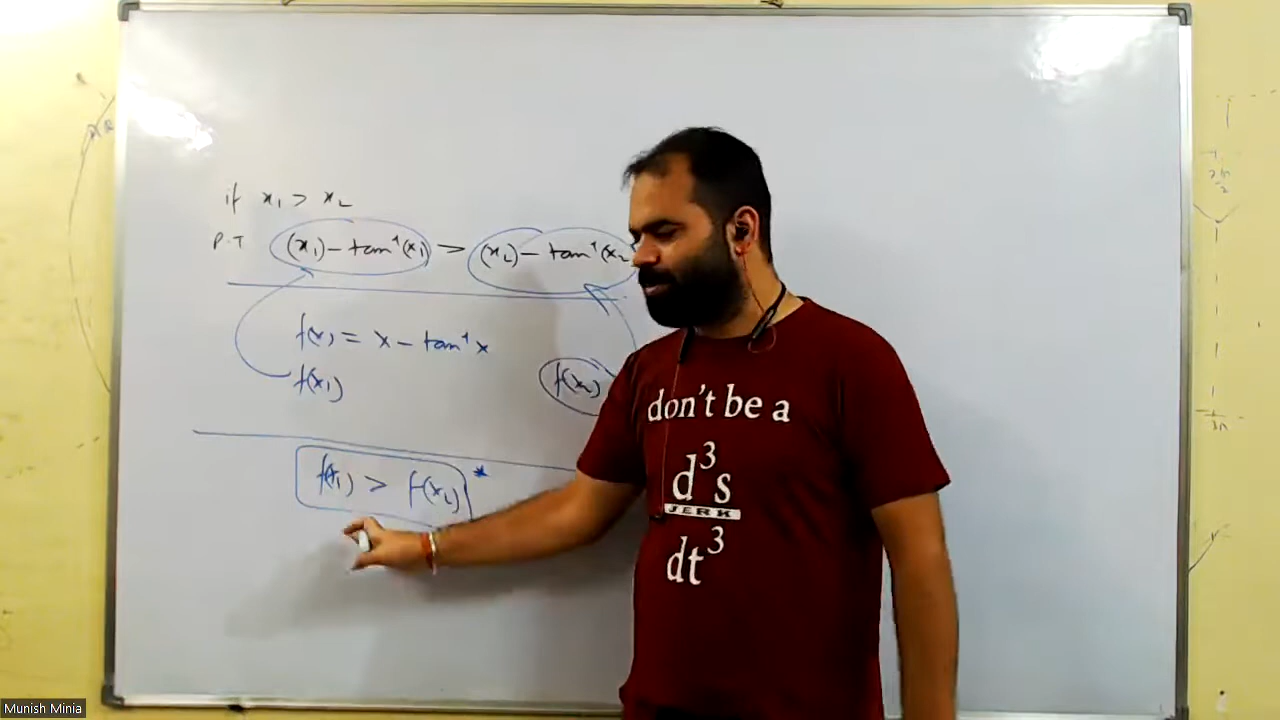 if x₁ > x₂
P.T (x₁) – tan⁻¹(x₁) > (x₂) – tan⁻¹(x₂
f(x) = x – tan⁻¹ x
f(x₁) f(x₂)
f(x₁) > f(x₂) *
don't be a
d³s
JERK
dt³
Munish Minia